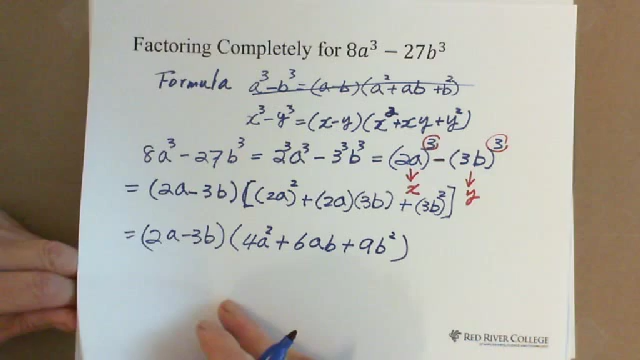 Factoring Completely for 8a³ − 27b³
Formula a³−b³=(a−b)(a²+ab+b²)
x³−y³=(x−y)(x²+xy+y²)
8a³−27b³ = 2³a³−3³b³ = (2a)³−(3b)³
x y
= (2a−3b)[(2a)²+(2a)(3b)+(3b)²]
= (2a−3b)(4a²+6ab+9b²)
RED RIVER COLLEGE